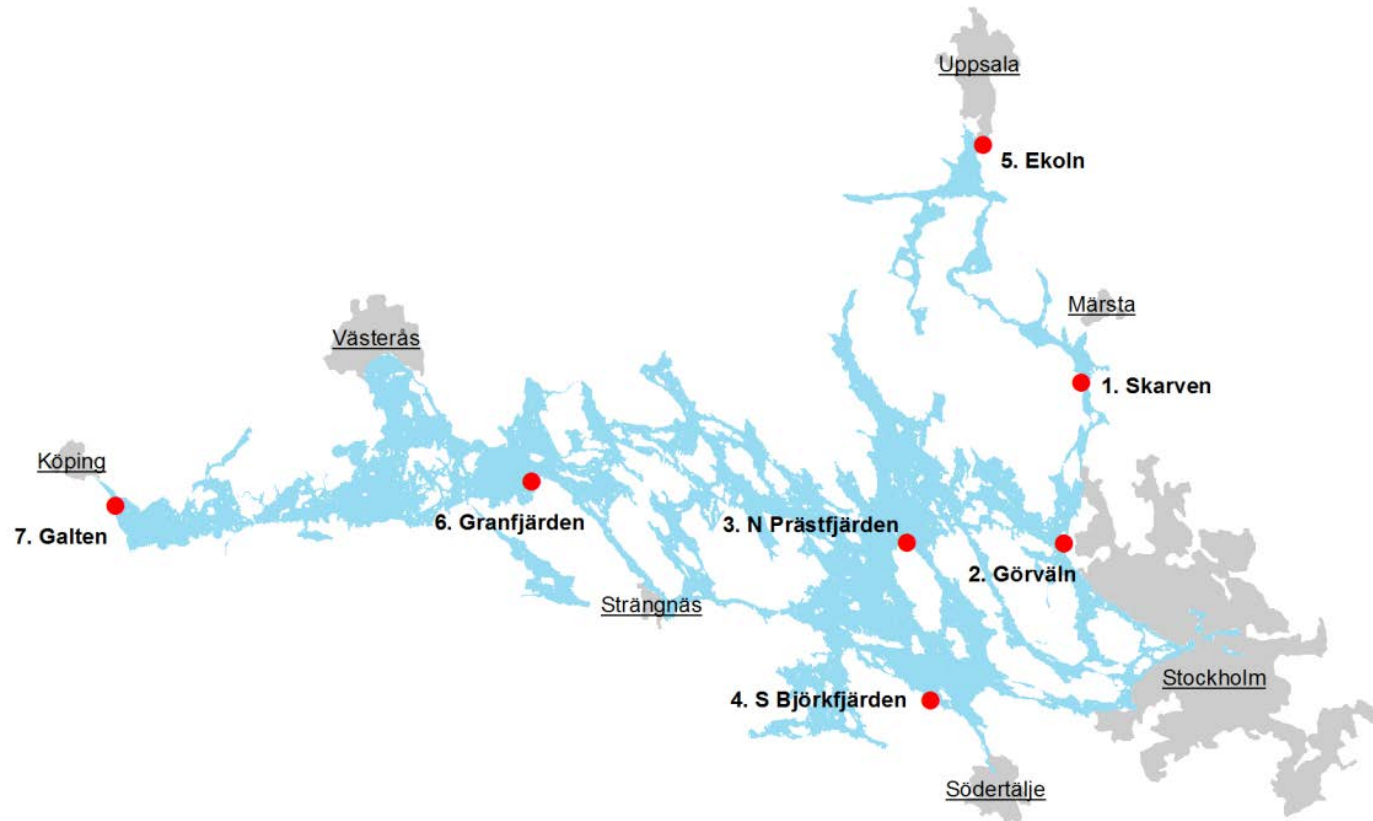 Uppsala
5. Ekoln
Märsta
Västerås
1. Skarven
Köping
7. Galten
6. Granfjärden
3. N Prästfjärden
2. Görväln
Strängnäs
Stockholm
4. S Björkfjärden
Södertälje